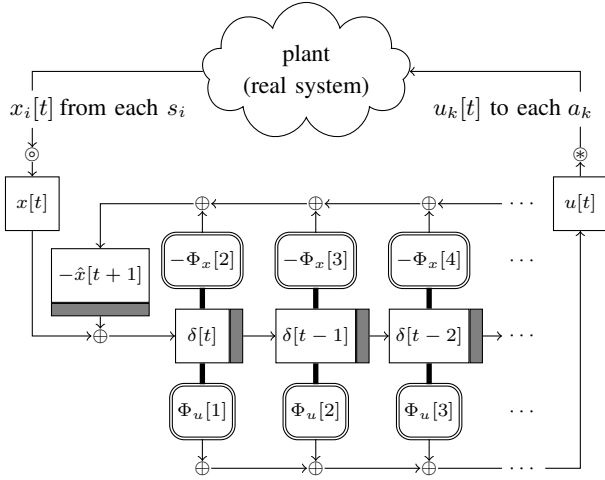 plant
(real system)
x_i[t] from each s_i
u_k[t] to each a_k
x[t]
u[t]
···
−Φ_x[2]
−Φ_x[3]
−Φ_x[4]
···
−x̂[t + 1]
δ[t]
δ[t − 1]
δ[t − 2]
···
Φ_u[1]
Φ_u[2]
Φ_u[3]
···
···